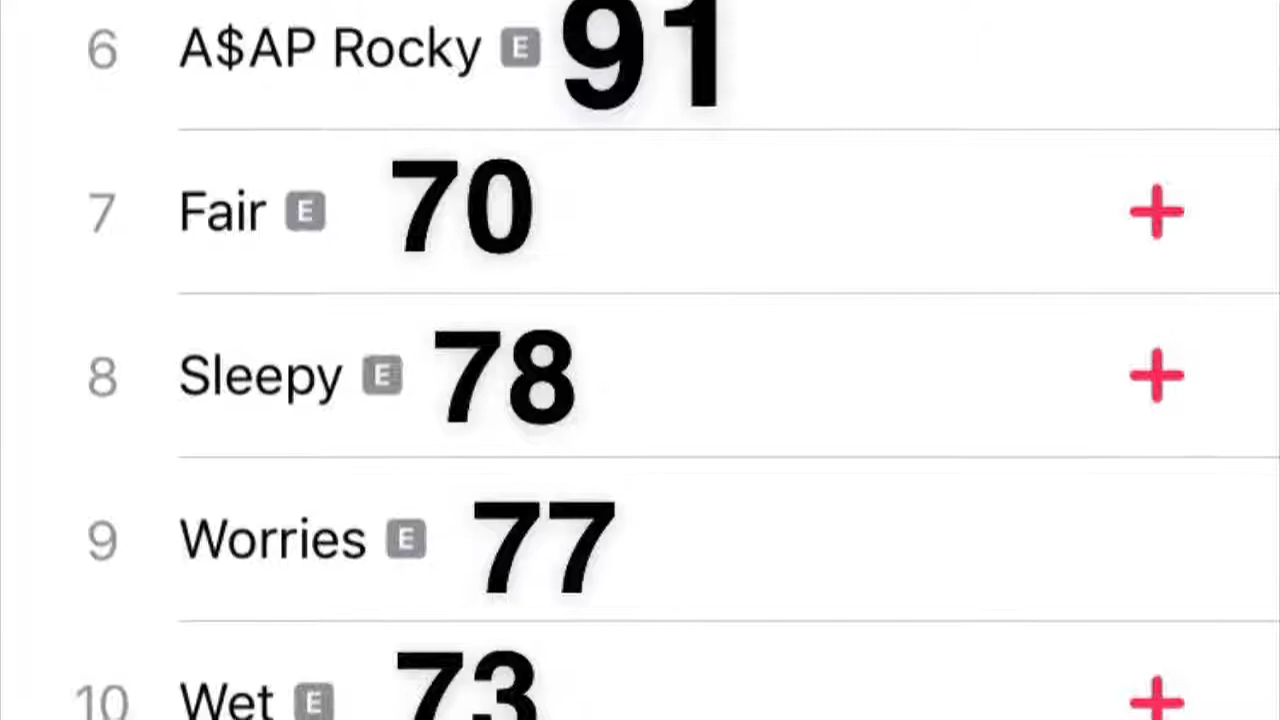 6 A$AP Rocky E 91
7 Fair E 70
8 Sleepy E 78
9 Worries E 77
10 Wet E 73